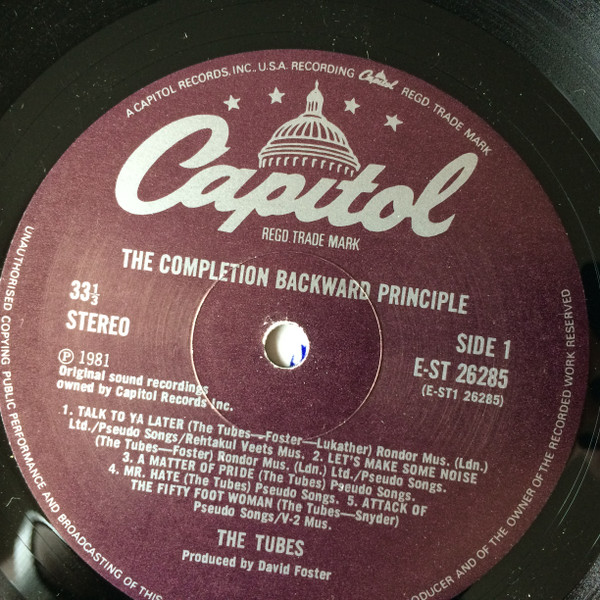 A CAPITOL RECORDS, INC., U.S.A. RECORDING Capitol REGD. TRADE MARK
Capitol
REGD. TRADE MARK
THE COMPLETION BACKWARD PRINCIPLE
33⅓
STEREO
SIDE 1
E-ST 26285
(E-ST1 26285)
Ⓟ 1981
Original sound recordings
owned by Capitol Records Inc.
1. TALK TO YA LATER (The Tubes—Foster—Lukather) Rondor Mus. (Ldn.)
Ltd./Pseudo Songs/Rehtakul Veets Mus. 2. LET'S MAKE SOME NOISE
(The Tubes—Foster) Rondor Mus. (Ldn.) Ltd./Pseudo Songs.
3. A MATTER OF PRIDE (The Tubes) Pseudo Songs.
4. MR. HATE (The Tubes) Pseudo Songs. 5. ATTACK OF
THE FIFTY FOOT WOMAN (The Tubes—Snyder)
Pseudo Songs/V-2 Mus.
THE TUBES
Produced by David Foster
UNAUTHORISED COPYING PUBLIC PERFORMANCE AND BROADCASTING OF THIS
PRODUCER AND OF THE OWNER OF THE RECORDED WORK RESERVED